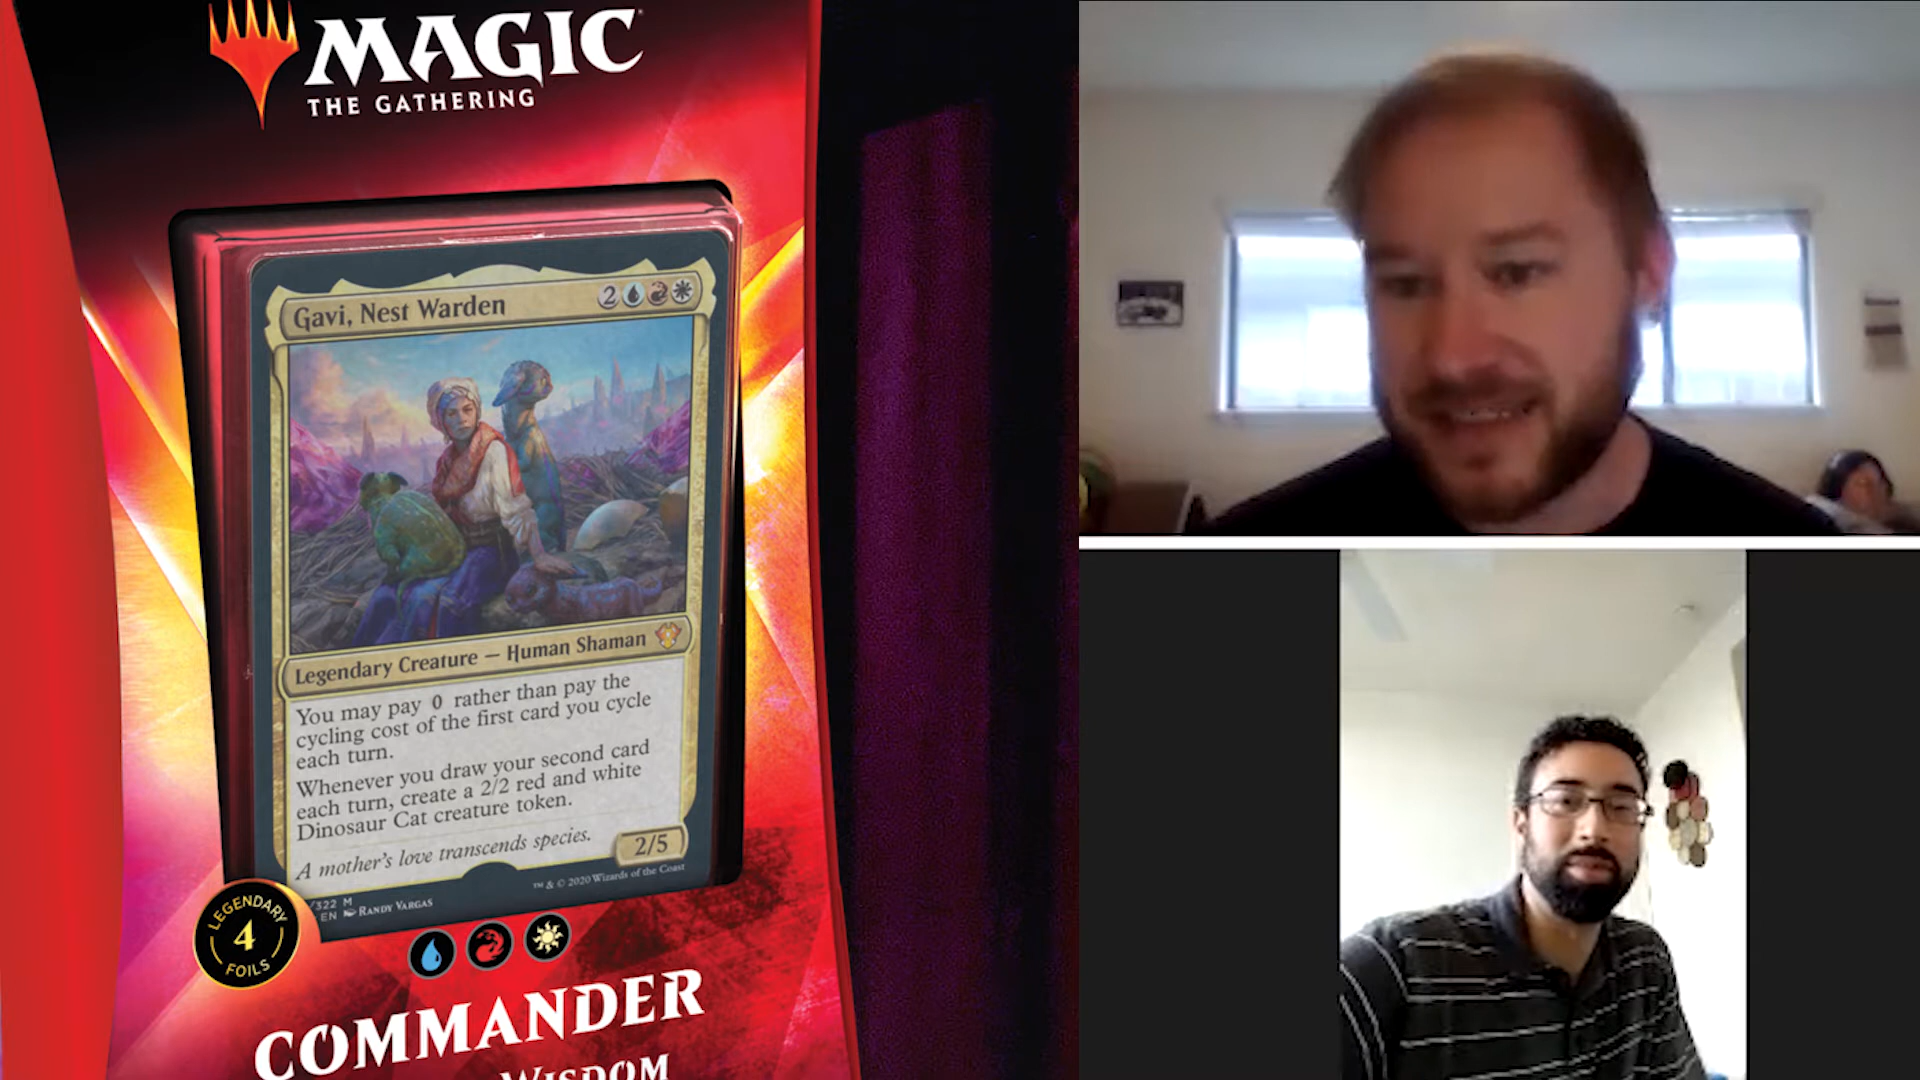 MAGIC
THE GATHERING
Gavi, Nest Warden 2
Legendary Creature — Human Shaman
You may pay 0 rather than pay the
cycling cost of the first card you cycle
each turn.
Whenever you draw your second card
each turn, create a 2/2 red and white
Dinosaur Cat creature token.
A mother's love transcends species.
2/5
™ & © 2020 Wizards of the Coast
/322 M
EN RANDY VARGAS
LEGENDARY
4
FOILS
COMMANDER
WISDOM